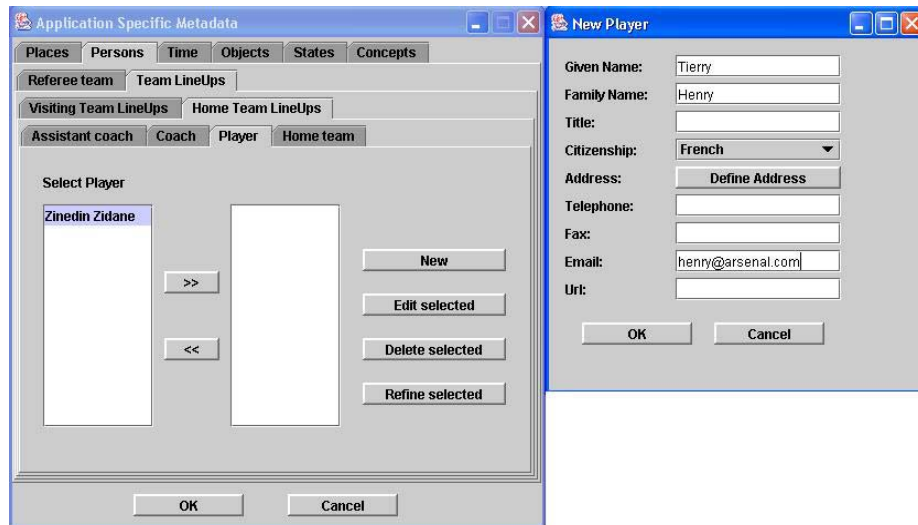 Application Specific Metadata
Places Persons Time Objects States Concepts
Referee team Team LineUps
Visiting Team LineUps Home Team LineUps
Assistant coach Coach Player Home team
Select Player
Zinedin Zidane
>>
<<
New
Edit selected
Delete selected
Refine selected
OK Cancel
New Player
Given Name: Tierry
Family Name: Henry
Title:
Citizenship: French
Address: Define Address
Telephone:
Fax:
Email: henry@arsenal.com
Url:
OK Cancel